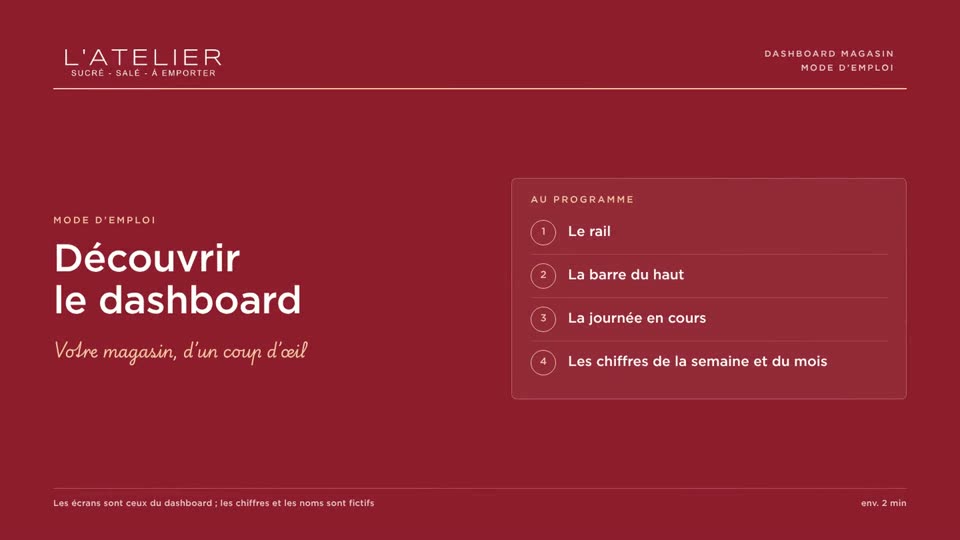 L'ATELIER
SUCRÉ - SALÉ - À EMPORTER
DASHBOARD MAGASIN
MODE D'EMPLOI
MODE D'EMPLOI
Découvrir
le dashboard
Votre magasin, d'un coup d'œil
AU PROGRAMME
1 Le rail
2 La barre du haut
3 La journée en cours
4 Les chiffres de la semaine et du mois
Les écrans sont ceux du dashboard ; les chiffres et les noms sont fictifs
env. 2 min